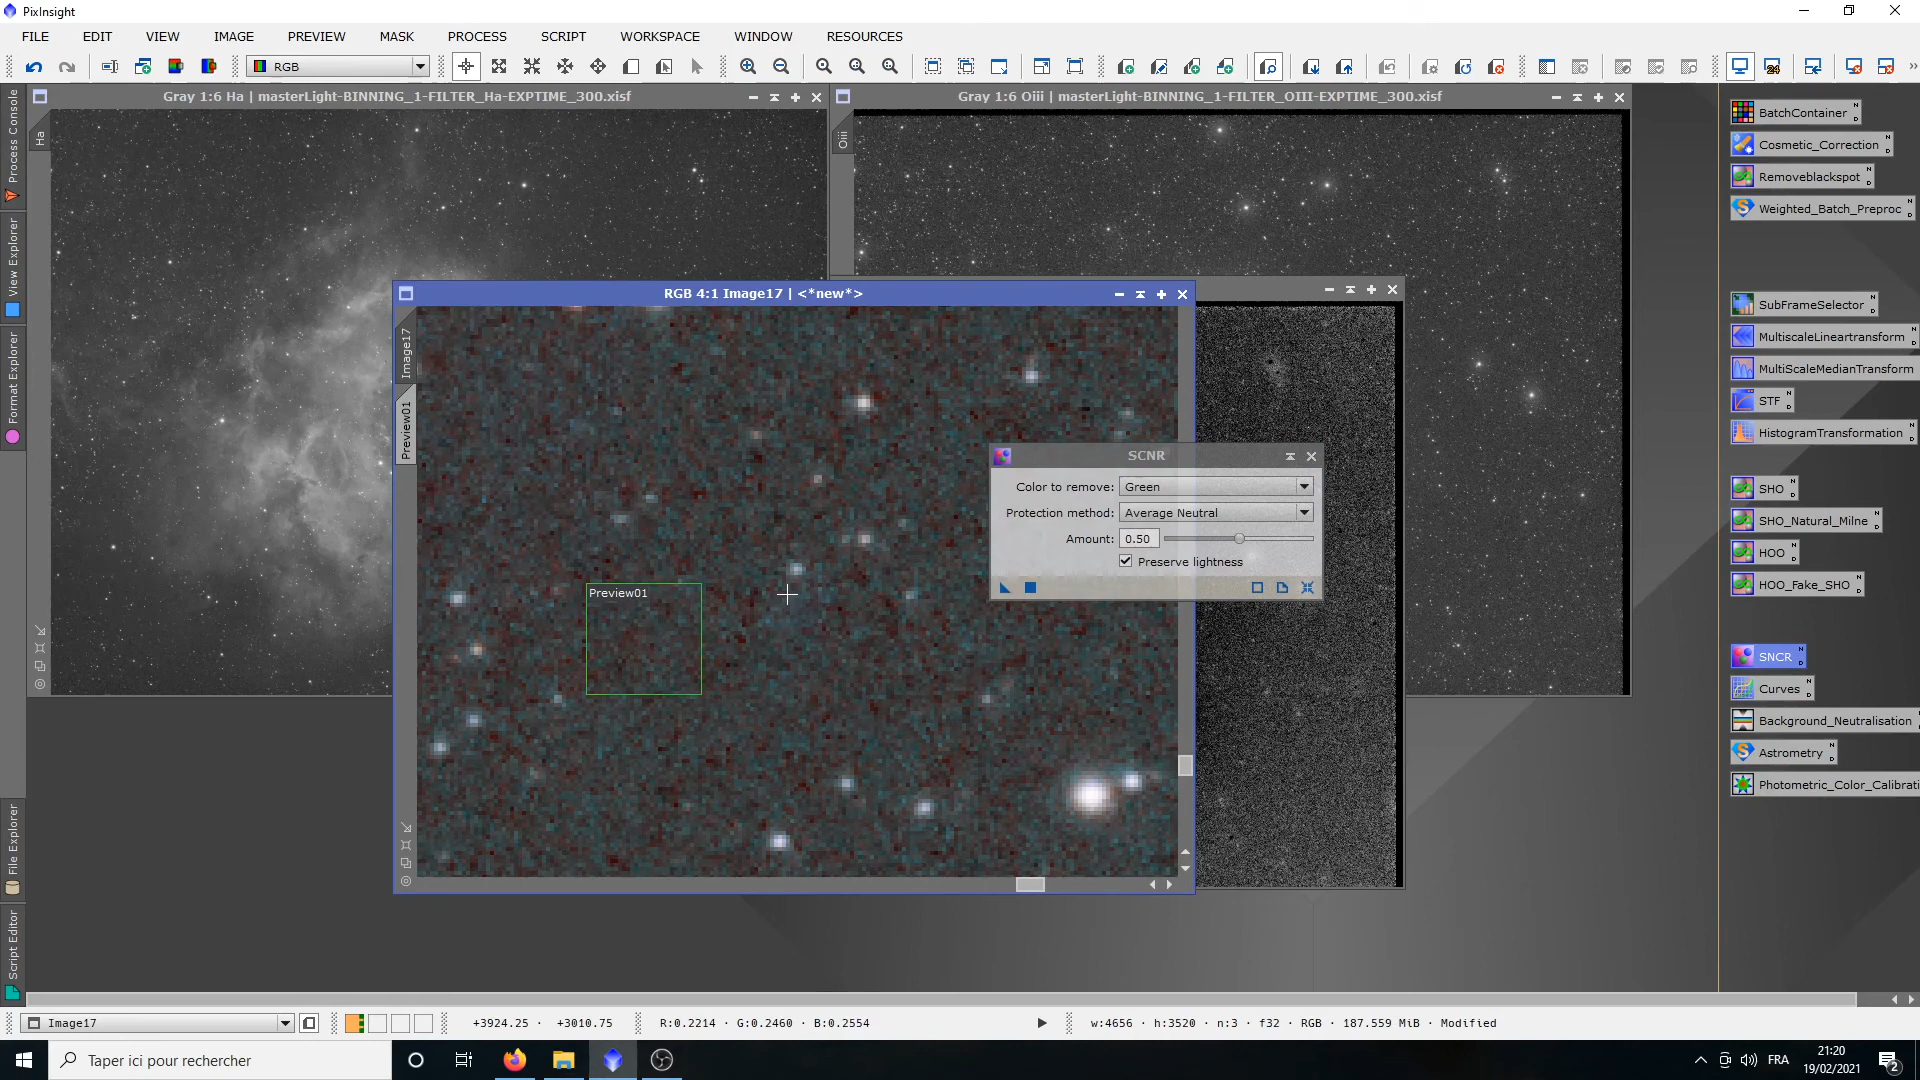 PixInsight
FILE EDIT VIEW IMAGE PREVIEW MASK PROCESS SCRIPT WORKSPACE WINDOW RESOURCES
RGB
24
Process Console
View Explorer
Format Explorer
File Explorer
Script Editor
Gray 1:6 Ha | masterLight-BINNING_1-FILTER_Ha-EXPTIME_300.xisf
Ha
Gray 1:6 Oiii | masterLight-BINNING_1-FILTER_OIII-EXPTIME_300.xisf
Oiii
RGB 4:1 Image17 | <*new*>
Image17
Preview01
Preview01
SCNR
Color to remove: Green
Protection method: Average Neutral
Amount: 0.50
Preserve lightness
BatchContainer
Cosmetic_Correction
Removeblackspot
Weighted_Batch_Preproc
SubFrameSelector
MultiscaleLineartransform
MultiScaleMedianTransform
STF
HistogramTransformation
SHO
SHO_Natural_Milne
HOO
HOO_Fake_SHO
SNCR
Curves
Background_Neutralisation
Astrometry
Photometric_Color_Calibrati
Image17
+3924.25 · +3010.75
R:0.2214 · G:0.2460 · B:0.2554
w:4656 · h:3520 · n:3 · f32 · RGB · 187.559 MiB · Modified
Taper ici pour rechercher
FRA
21:20
19/02/2021
2